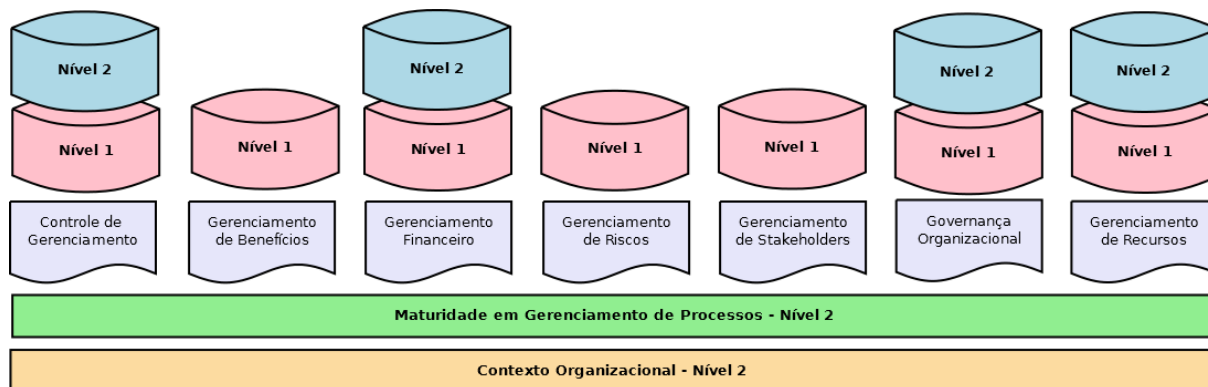 Nível 2
Nível 2
Nível 2
Nível 2
Nível 1
Nível 1
Nível 1
Nível 1
Nível 1
Nível 1
Nível 1
Controle de
Gerenciamento
Gerenciamento
de Benefícios
Gerenciamento
Financeiro
Gerenciamento
de Riscos
Gerenciamento
de Stakeholders
Governança
Organizacional
Gerenciamento
de Recursos
Maturidade em Gerenciamento de Processos - Nível 2
Contexto Organizacional - Nível 2